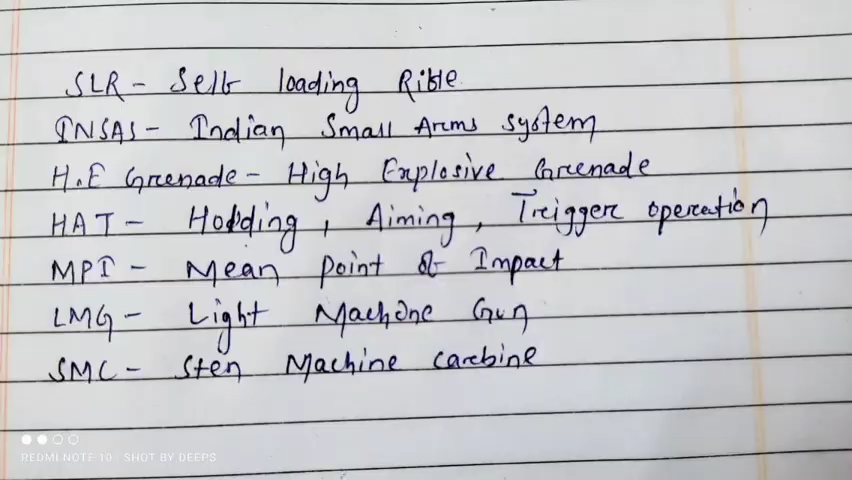 SLR - Self loading Rifle.
INSAS - Indian Small Arms system
H.E Grenade - High Explosive Grenade
HAT - Holding, Aiming, Trigger operation
MPI - Mean point of Impact
LMG - Light Machine Gun
SMC - Sten Machine carbine
REDMI NOTE 10 · SHOT BY DEEPS